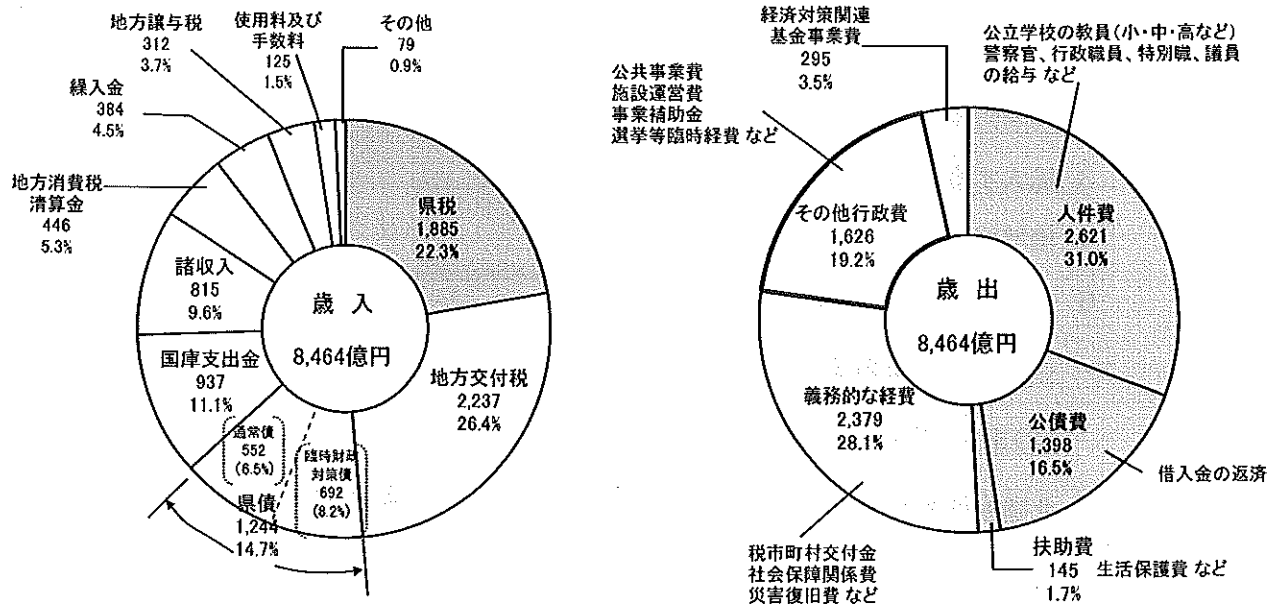 地方譲与税
312
3.7%
使用料及び
手数料
125
1.5%
その他
79
0.9%
繰入金
384
4.5%
地方消費税
清算金
446
5.3%
諸収入
815
9.6%
国庫支出金
937
11.1%
通常債
552
(6.5%)
臨時財政
対策債
692
(8.2%)
県債
1,244
14.7%
県税
1,885
22.3%
地方交付税
2,237
26.4%
歳 入
8,464億円
経済対策関連
基金事業費
295
3.5%
公共事業費
施設運営費
事業補助金
選挙等臨時経費 など
公立学校の教員(小・中・高など)
警察官、行政職員、特別職、議員
の給与 など
その他行政費
1,626
19.2%
人件費
2,621
31.0%
歳 出
8,464億円
義務的な経費
2,379
28.1%
公債費
1,398
16.5%
借入金の返済
税市町村交付金
社会保障関係費
災害復旧費 など
扶助費
145
1.7%
生活保護費 など